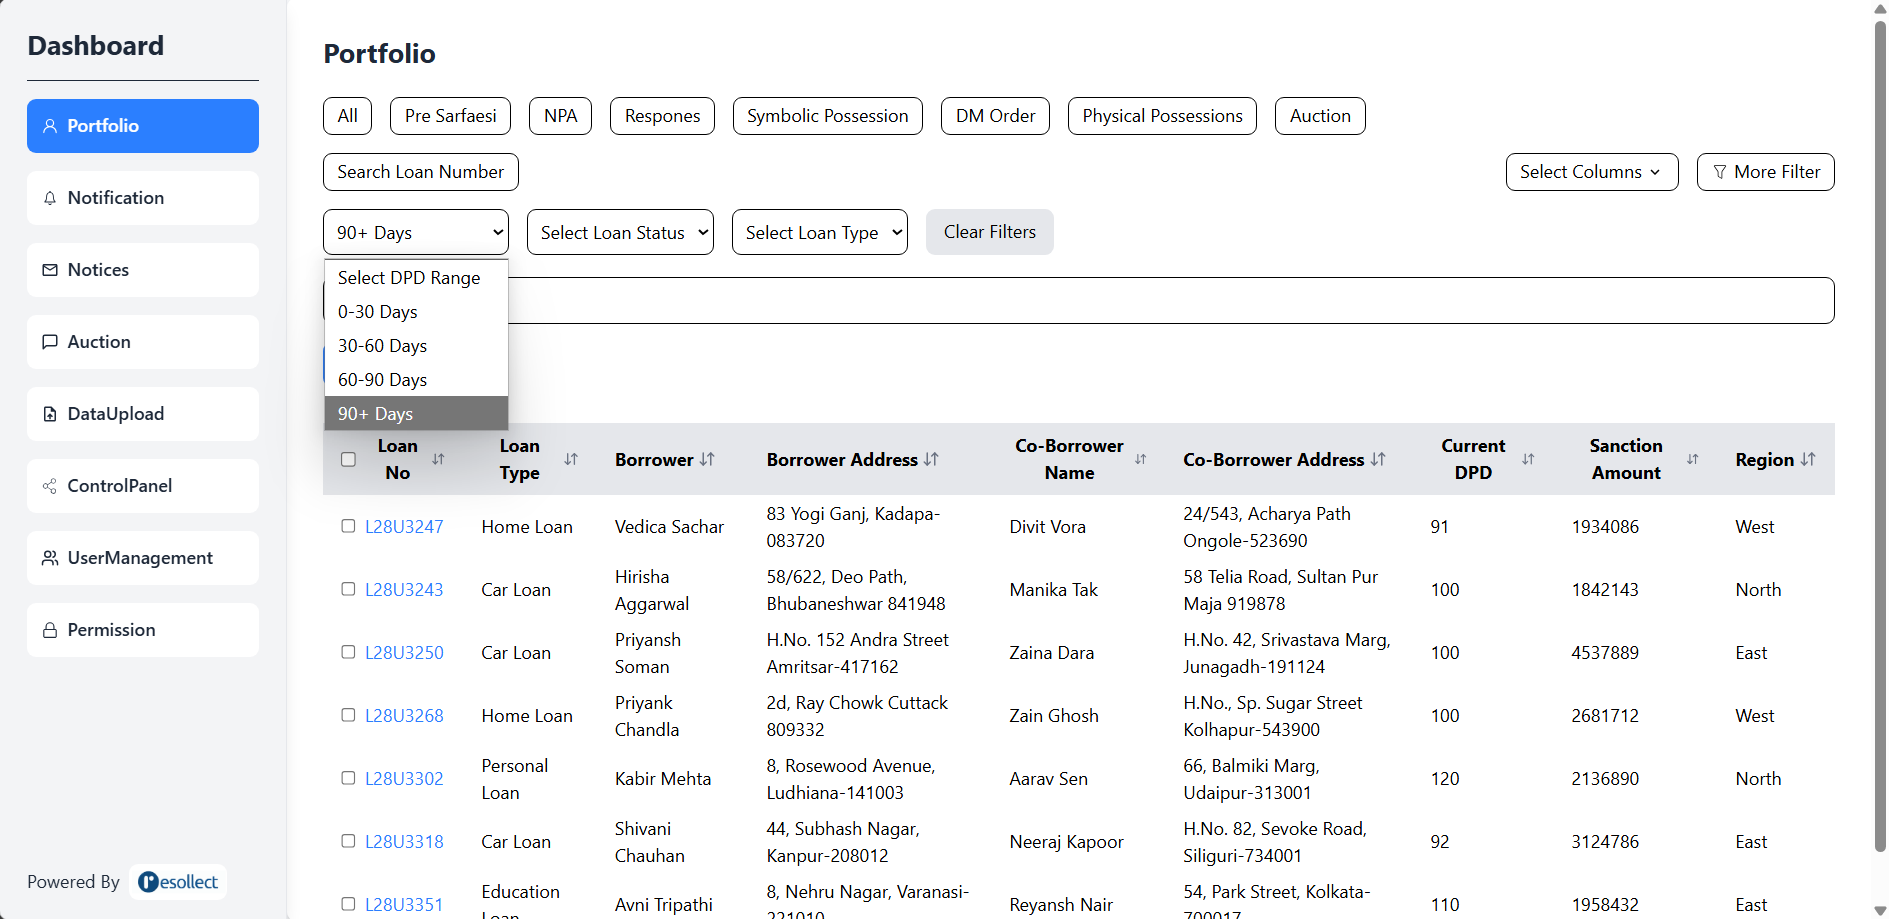 Dashboard
Portfolio
Notification
Notices
Auction
DataUpload
ControlPanel
UserManagement
Permission
Powered By resollect
Portfolio
All Pre Sarfaesi NPA Respones Symbolic Possession DM Order Physical Possessions Auction
Search Loan Number Select Columns More Filter
90+ Days Select Loan Status Select Loan Type Clear Filters
Select DPD Range
0-30 Days
30-60 Days
60-90 Days
90+ Days
Loan No Loan Type Borrower Borrower Address Co-Borrower Name Co-Borrower Address Current DPD Sanction Amount Region
L28U3247 Home Loan Vedica Sachar 83 Yogi Ganj, Kadapa-083720 Divit Vora 24/543, Acharya Path Ongole-523690 91 1934086 West
L28U3243 Car Loan Hirisha Aggarwal 58/622, Deo Path, Bhubaneshwar 841948 Manika Tak 58 Telia Road, Sultan Pur Maja 919878 100 1842143 North
L28U3250 Car Loan Priyansh Soman H.No. 152 Andra Street Amritsar-417162 Zaina Dara H.No. 42, Srivastava Marg, Junagadh-191124 100 4537889 East
L28U3268 Home Loan Priyank Chandla 2d, Ray Chowk Cuttack 809332 Zain Ghosh H.No., Sp. Sugar Street Kolhapur-543900 100 2681712 West
L28U3302 Personal Loan Kabir Mehta 8, Rosewood Avenue, Ludhiana-141003 Aarav Sen 66, Balmiki Marg, Udaipur-313001 120 2136890 North
L28U3318 Car Loan Shivani Chauhan 44, Subhash Nagar, Kanpur-208012 Neeraj Kapoor H.No. 82, Sevoke Road, Siliguri-734001 92 3124786 East
L28U3351 Education Loan Avni Tripathi 8, Nehru Nagar, Varanasi-221010 Reyansh Nair 54, Park Street, Kolkata-700017 110 1958432 East